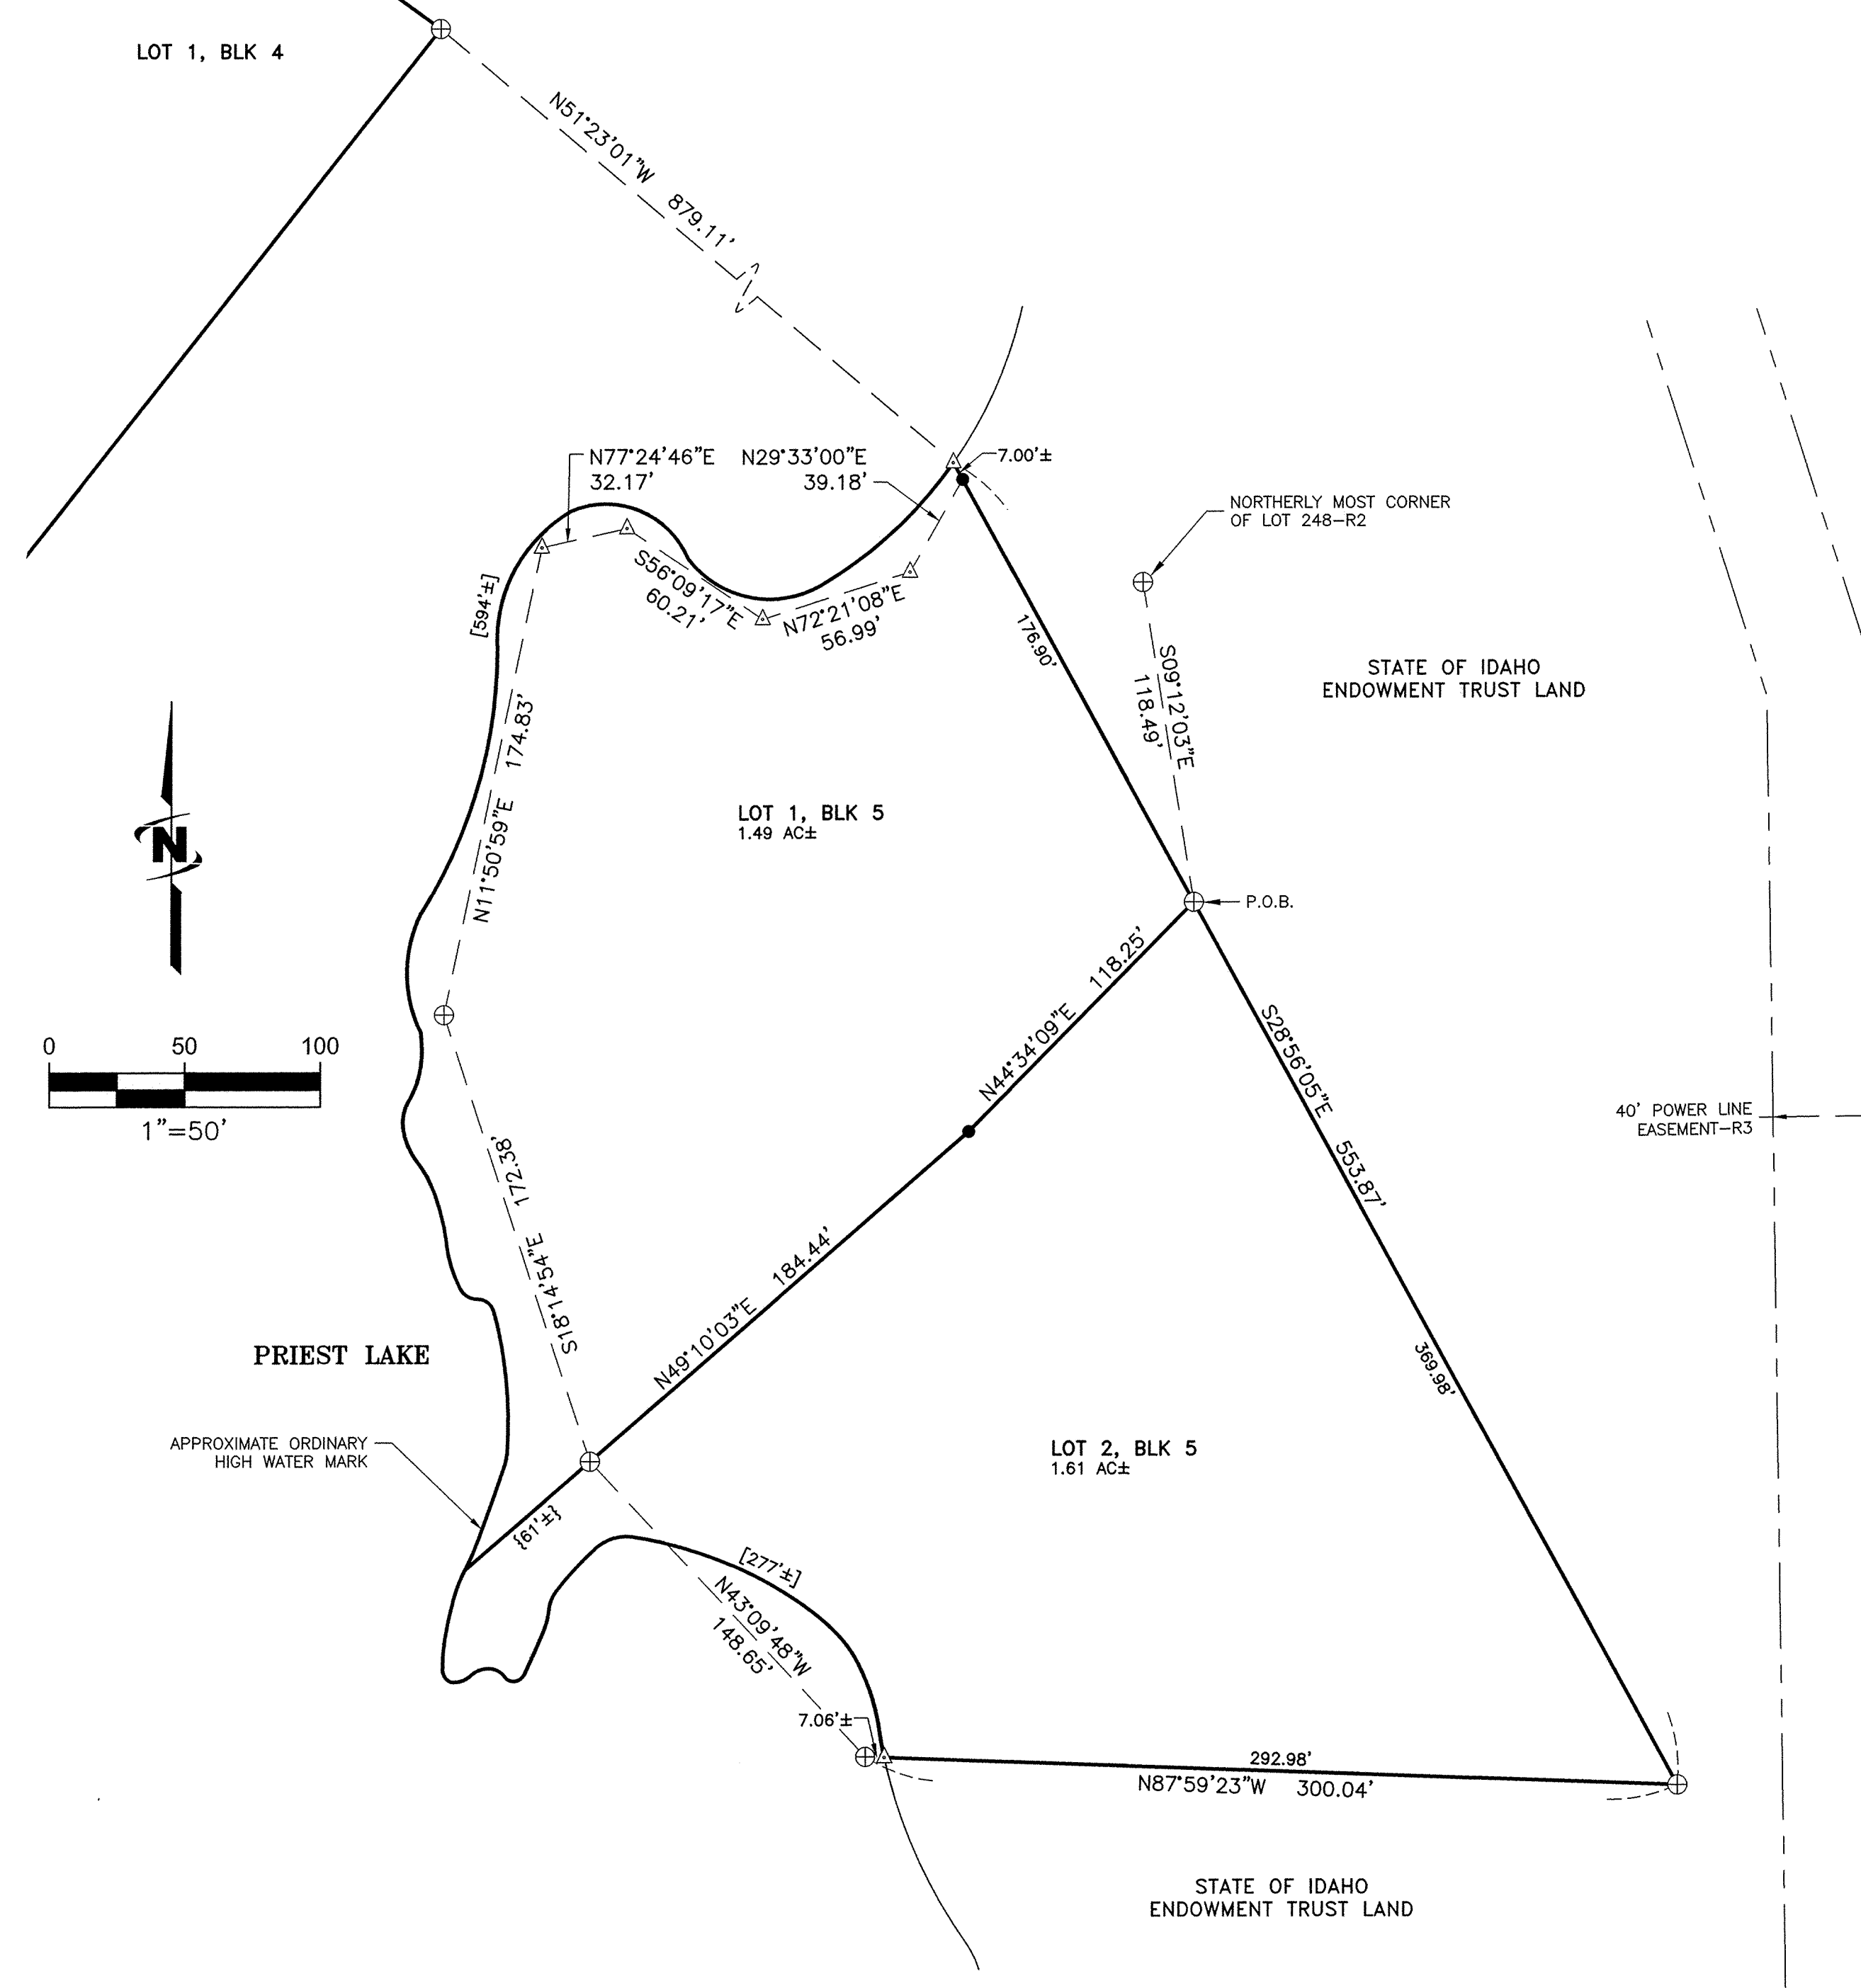 LOT 1, BLK 4
N51°23'01"W 879.11'
N77°24'46"E
32.17'
N29°33'00"E
39.18'
7.00'±
NORTHERLY MOST CORNER
OF LOT 248-R2
[594'±]
S56°09'17"E
60.21'
N72°21'08"E
56.99'
176.90'
S09°12'03"E
118.49'
STATE OF IDAHO
ENDOWMENT TRUST LAND
N11°50'59"E 174.83'
LOT 1, BLK 5
1.49 AC±
N
P.O.B.
N44°34'09"E 118.25'
S28°56'05"E 553.87'
0 50 100
1"=50'
40' POWER LINE
EASEMENT-R3
S18°14'54"E 172.38'
N49°10'03"E 184.44'
369.98'
PRIEST LAKE
APPROXIMATE ORDINARY
HIGH WATER MARK
LOT 2, BLK 5
1.61 AC±
{61'±}
[277'±]
N43°09'48"W
148.65'
7.06'±
292.98'
N87°59'23"W 300.04'
STATE OF IDAHO
ENDOWMENT TRUST LAND